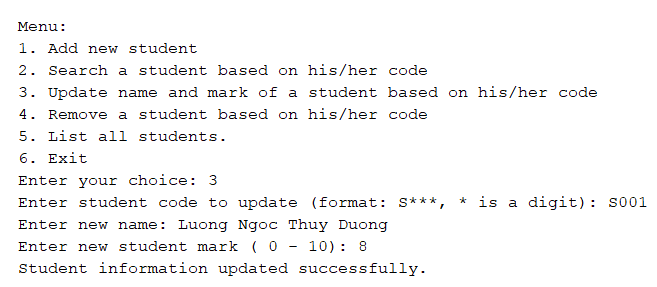 Menu:
1. Add new student
2. Search a student based on his/her code
3. Update name and mark of a student based on his/her code
4. Remove a student based on his/her code
5. List all students.
6. Exit
Enter your choice: 3
Enter student code to update (format: S***, * is a digit): S001
Enter new name: Luong Ngoc Thuy Duong
Enter new student mark ( 0 - 10): 8
Student information updated successfully.